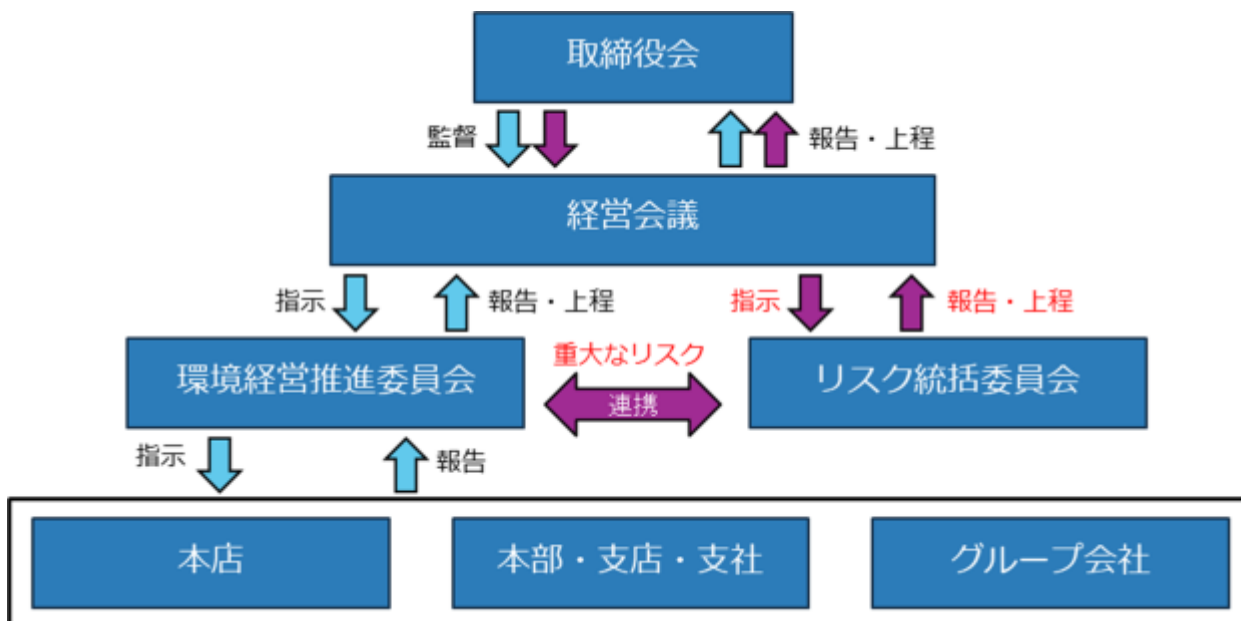 取締役会
監督
報告・上程
経営会議
指示
報告・上程
指示
報告・上程
環境経営推進委員会
重大なリスク
連携
リスク統括委員会
指示
報告
本店
本部・支店・支社
グループ会社